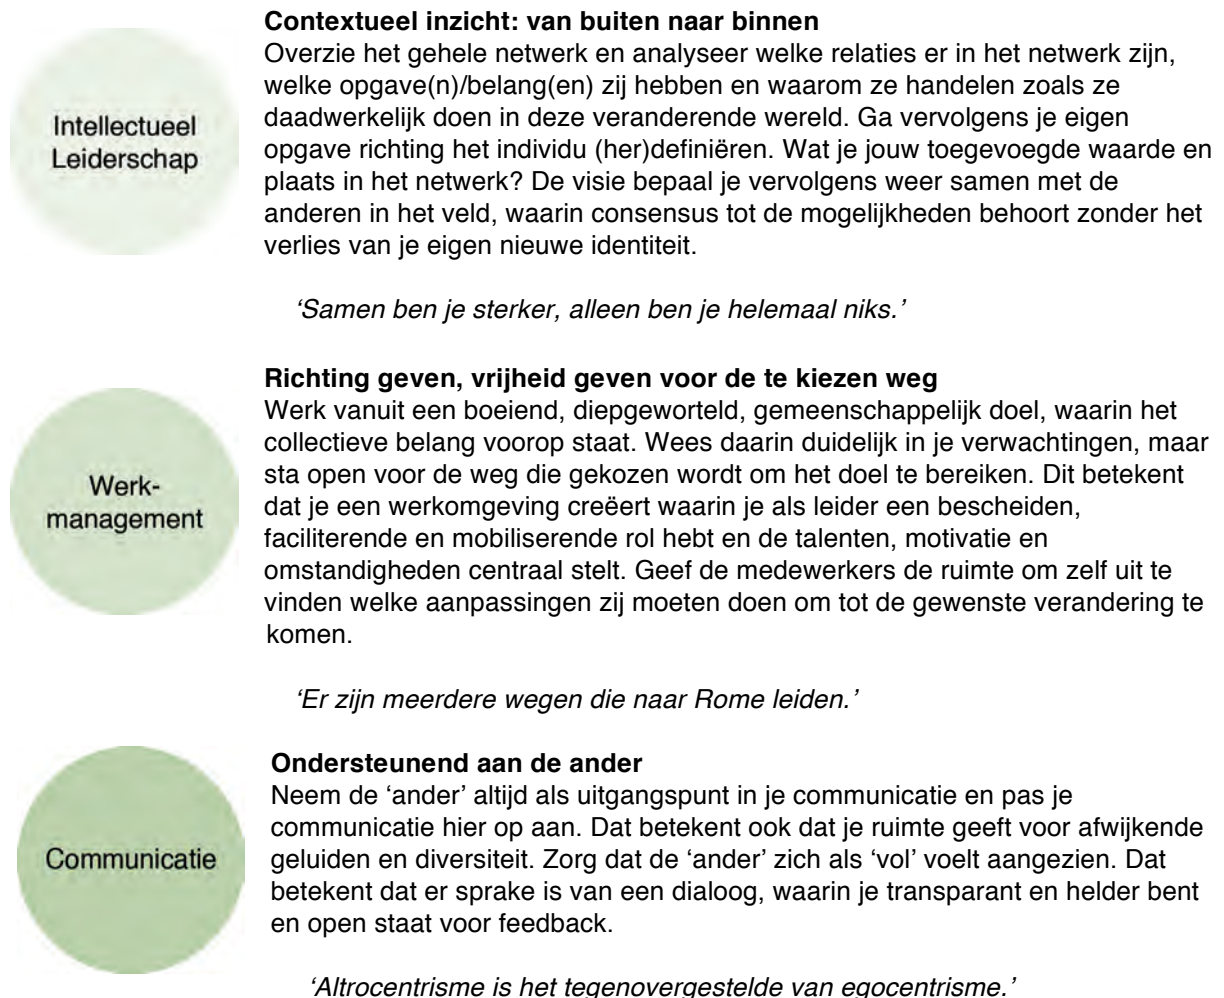 Contextueel inzicht: van buiten naar binnen
Overzie het gehele netwerk en analyseer welke relaties er in het netwerk zijn,
welke opgave(n)/belang(en) zij hebben en waarom ze handelen zoals ze
daadwerkelijk doen in deze veranderende wereld. Ga vervolgens je eigen
opgave richting het individu (her)definiëren. Wat je jouw toegevoegde waarde en
plaats in het netwerk? De visie bepaal je vervolgens weer samen met de
anderen in het veld, waarin consensus tot de mogelijkheden behoort zonder het
verlies van je eigen nieuwe identiteit.
Intellectueel
Leiderschap
‘Samen ben je sterker, alleen ben je helemaal niks.’
Richting geven, vrijheid geven voor de te kiezen weg
Werk vanuit een boeiend, diepgeworteld, gemeenschappelijk doel, waarin het
collectieve belang voorop staat. Wees daarin duidelijk in je verwachtingen, maar
sta open voor de weg die gekozen wordt om het doel te bereiken. Dit betekent
dat je een werkomgeving creëert waarin je als leider een bescheiden,
faciliterende en mobiliserende rol hebt en de talenten, motivatie en
omstandigheden centraal stelt. Geef de medewerkers de ruimte om zelf uit te
vinden welke aanpassingen zij moeten doen om tot de gewenste verandering te
komen.
Werk-
management
‘Er zijn meerdere wegen die naar Rome leiden.’
Ondersteunend aan de ander
Neem de ‘ander’ altijd als uitgangspunt in je communicatie en pas je
communicatie hier op aan. Dat betekent ook dat je ruimte geeft voor afwijkende
geluiden en diversiteit. Zorg dat de ‘ander’ zich als ‘vol’ voelt aangezien. Dat
betekent dat er sprake is van een dialoog, waarin je transparant en helder bent
en open staat voor feedback.
Communicatie
‘Altrocentrisme is het tegenovergestelde van egocentrisme.’